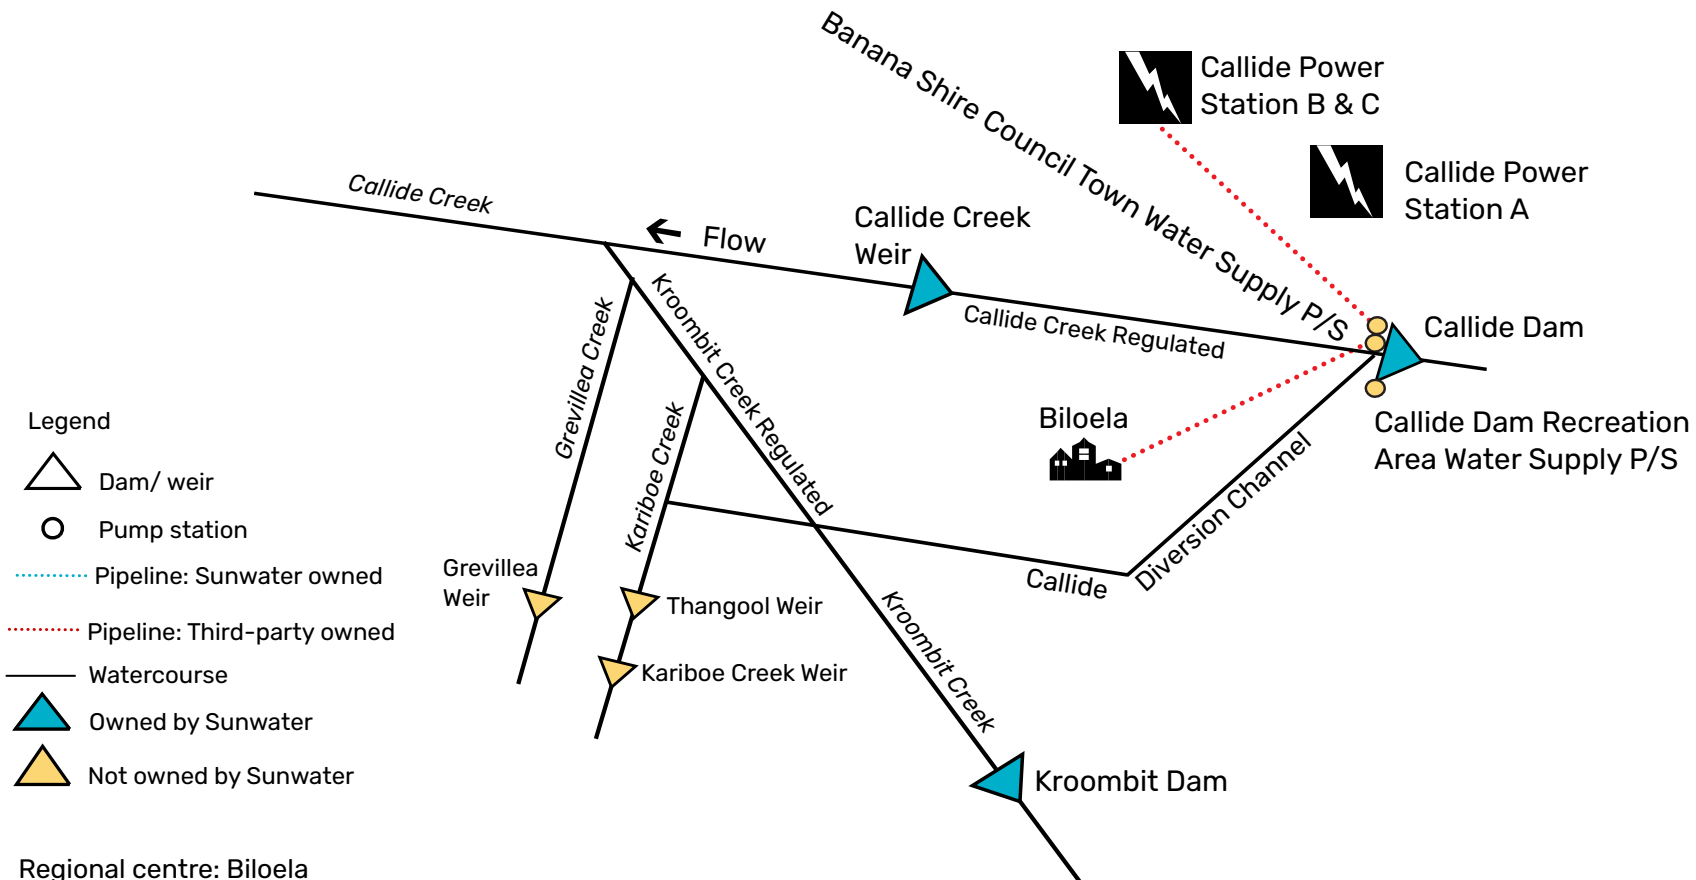 Banana Shire Council Town Water Supply P/S
Callide Power
Station B & C
Callide Power
Station A
Callide Creek
Flow
Callide Creek
Weir
Callide Creek Regulated
Callide Dam
Kroombit Creek Regulated
Grevillea Creek
Kariboe Creek
Biloela
Callide Dam Recreation
Area Water Supply P/S
Diversion Channel
Callide
Grevillea
Weir
Thangool Weir
Kariboe Creek Weir
Kroombit Creek
Kroombit Dam
Legend
Dam/ weir
Pump station
Pipeline: Sunwater owned
Pipeline: Third-party owned
Watercourse
Owned by Sunwater
Not owned by Sunwater
Regional centre: Biloela